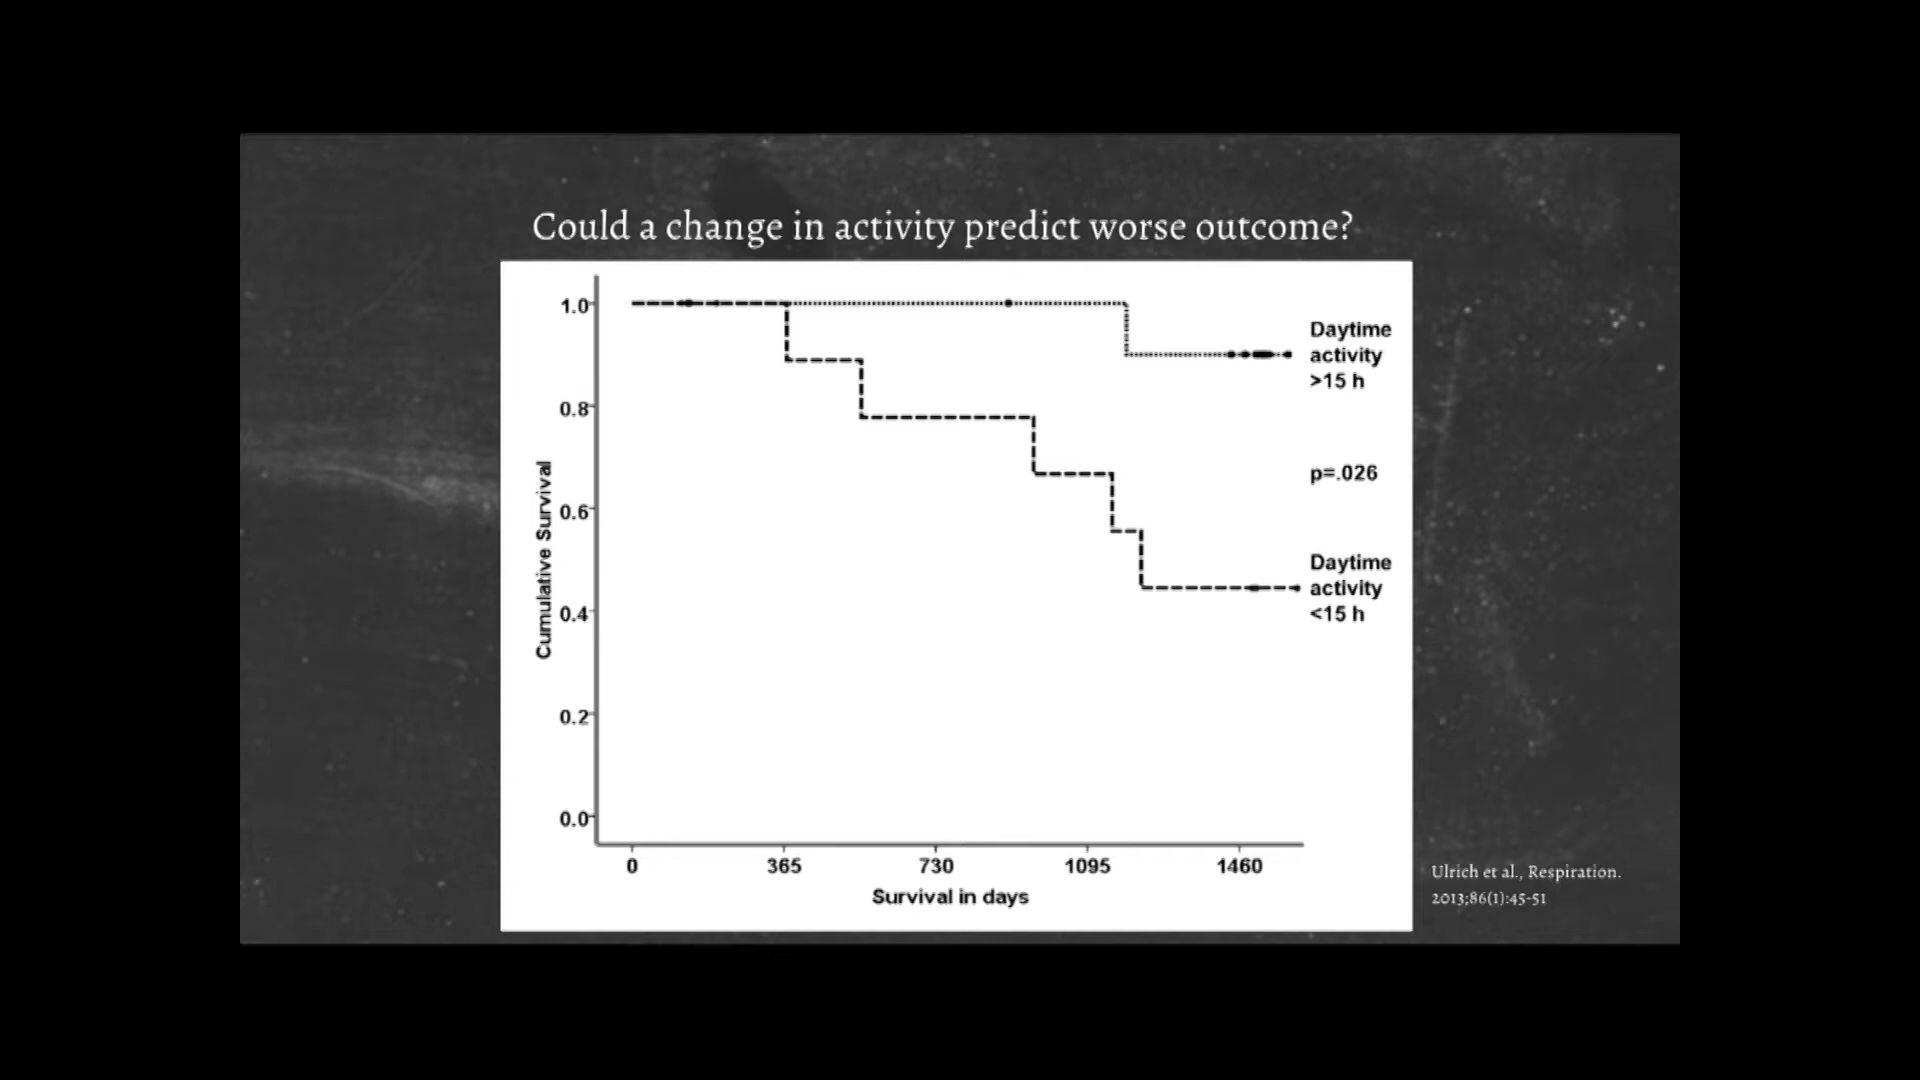 Could a change in activity predict worse outcome?
1.0
0.8
0.6
0.4
0.2
0.0
Cumulative Survival
Daytime
activity
>15 h
p=.026
Daytime
activity
<15 h
0 365 730 1095 1460
Survival in days
Ulrich et al., Respiration.
2013;86(1):45-51